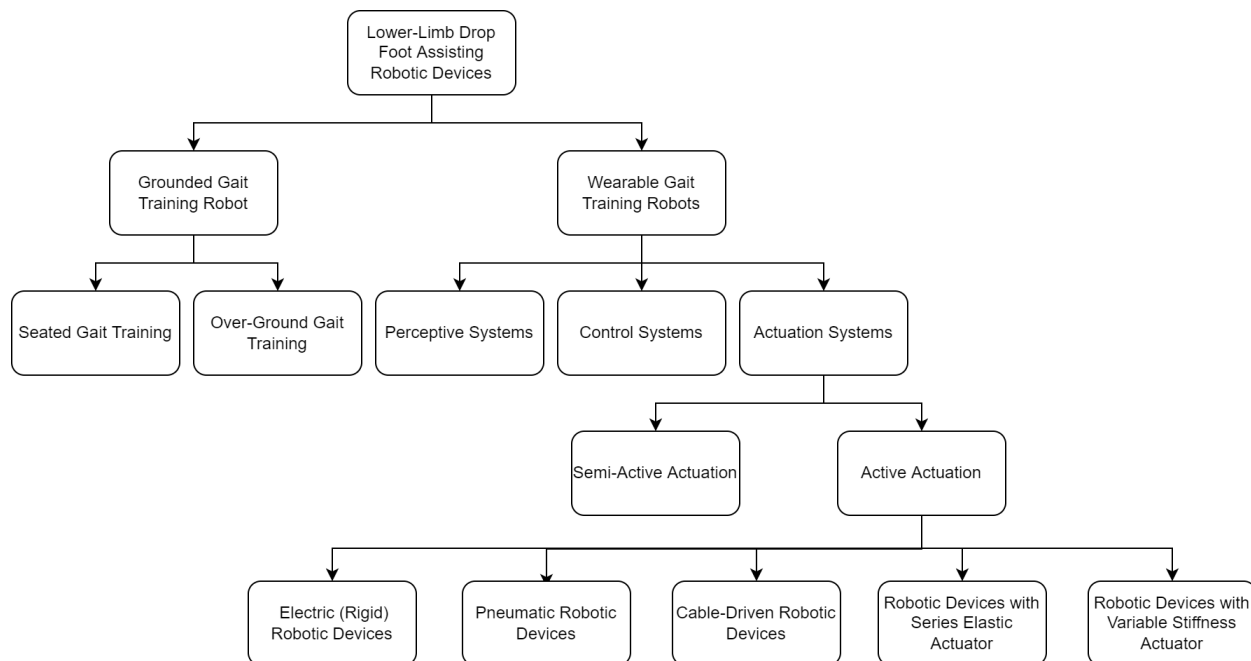 Lower-Limb Drop
Foot Assisting
Robotic Devices
Grounded Gait
Training Robot
Wearable Gait
Training Robots
Seated Gait Training
Over-Ground Gait
Training
Perceptive Systems
Control Systems
Actuation Systems
Semi-Active Actuation
Active Actuation
Electric (Rigid)
Robotic Devices
Pneumatic Robotic
Devices
Cable-Driven Robotic
Devices
Robotic Devices with
Series Elastic
Actuator
Robotic Devices with
Variable Stiffness
Actuator